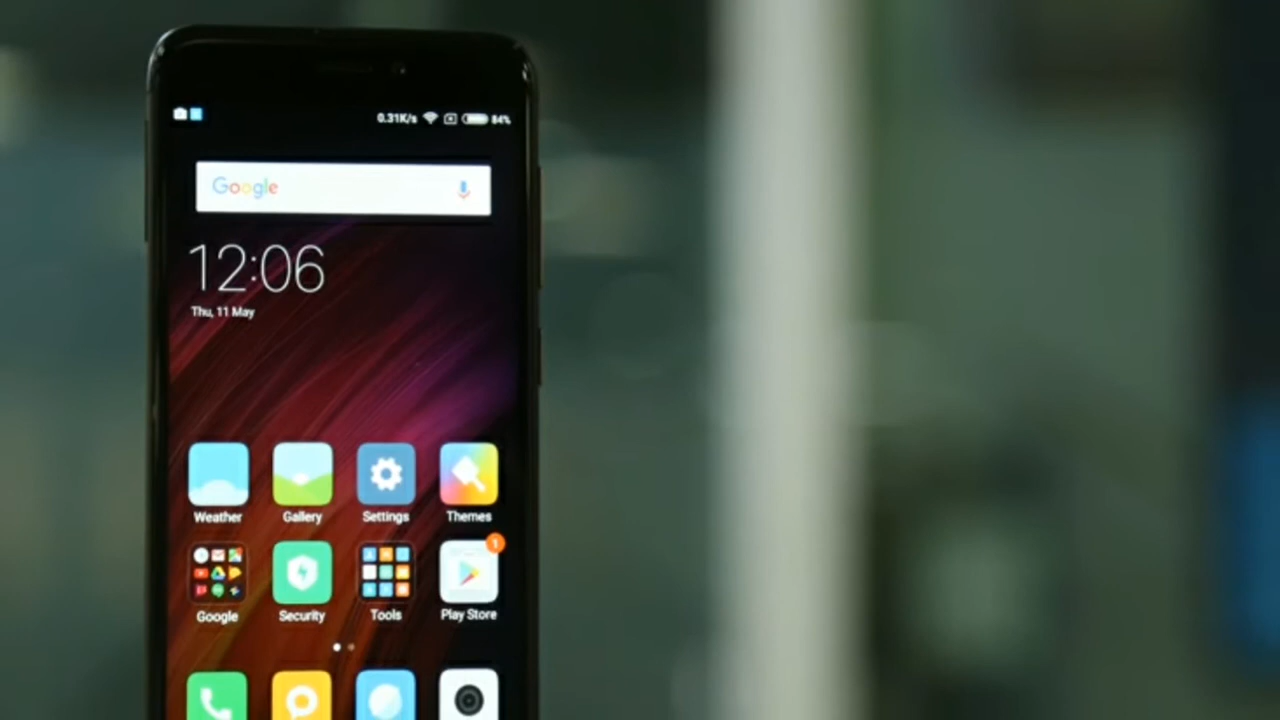 0.31K/s 84%
Google
12:06
Thu, 11 May
Weather Gallery Settings Themes
1
Google Security Tools Play Store